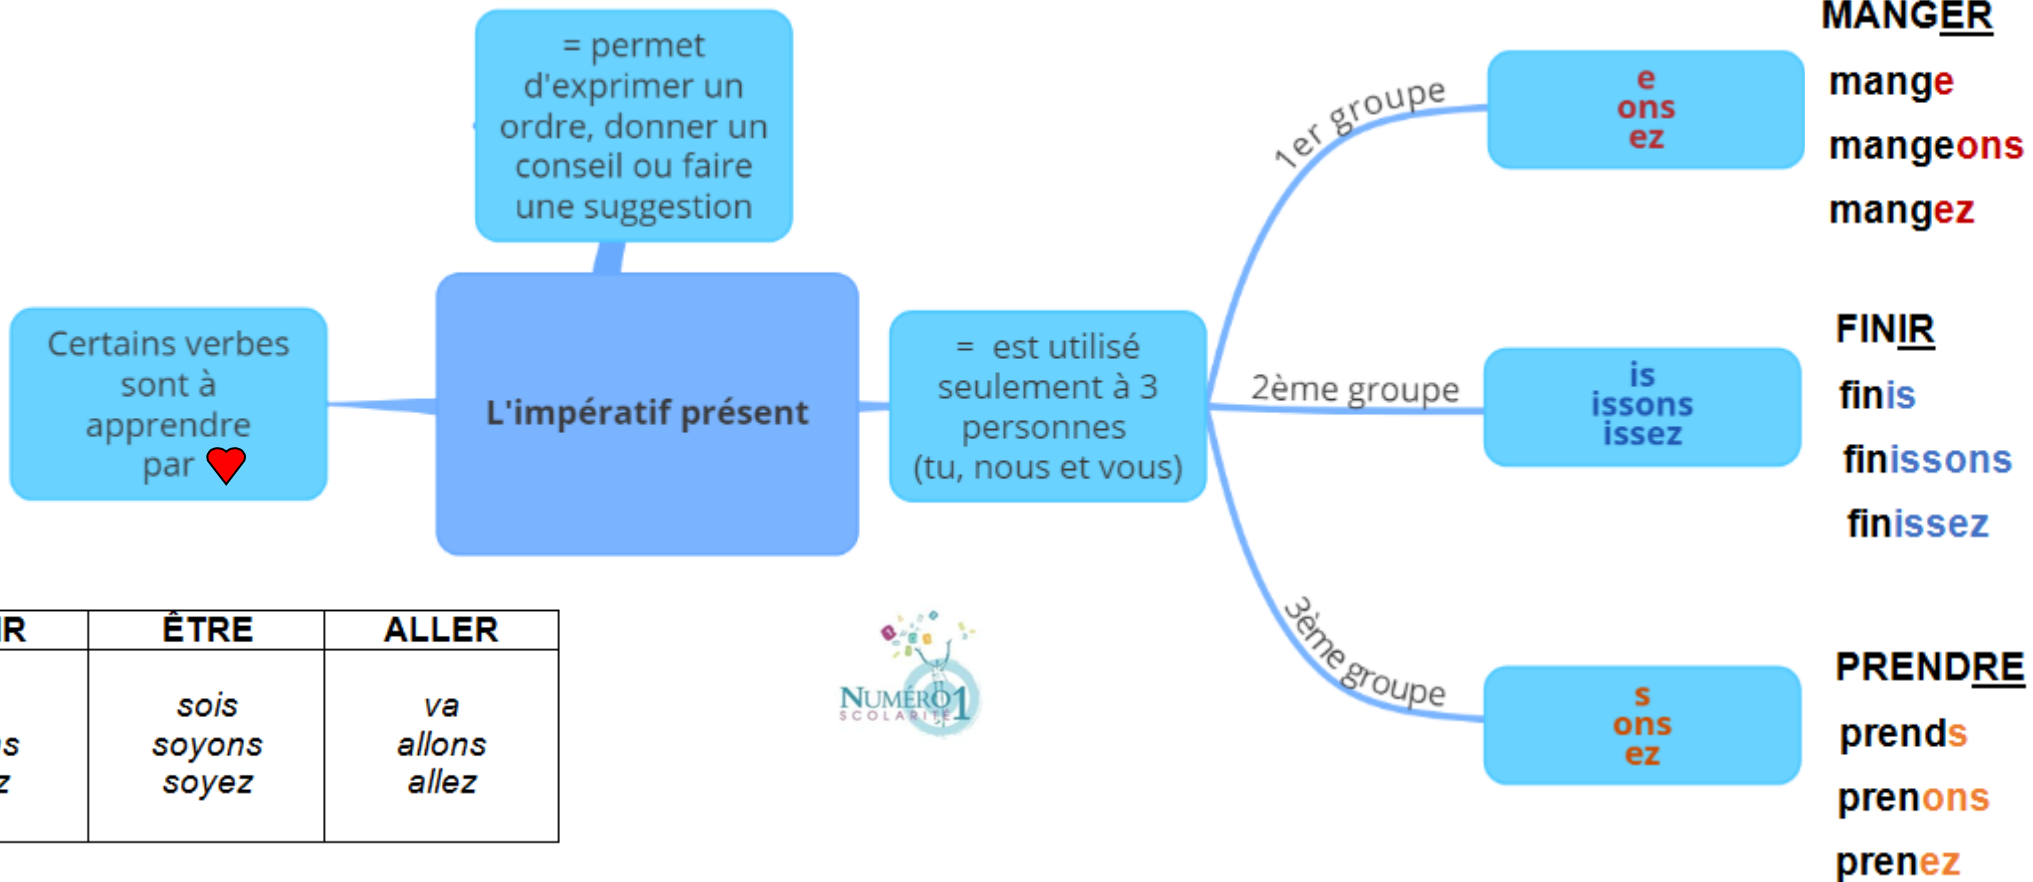 = permet
d'exprimer un
ordre, donner un
conseil ou faire
une suggestion
Certains verbes
sont à
apprendre
par
L'impératif présent
= est utilisé
seulement à 3
personnes
(tu, nous et vous)
1er groupe
e
ons
ez
MANGER
mange
mangeons
mangez
2ème groupe
is
issons
issez
FINIR
finis
finissons
finissez
3ème groupe
s
ons
ez
PRENDRE
prends
prenons
prenez
ÊTRE
sois
soyons
soyez
ALLER
va
allons
allez
NUMÉRO1
SCOLARITÉ